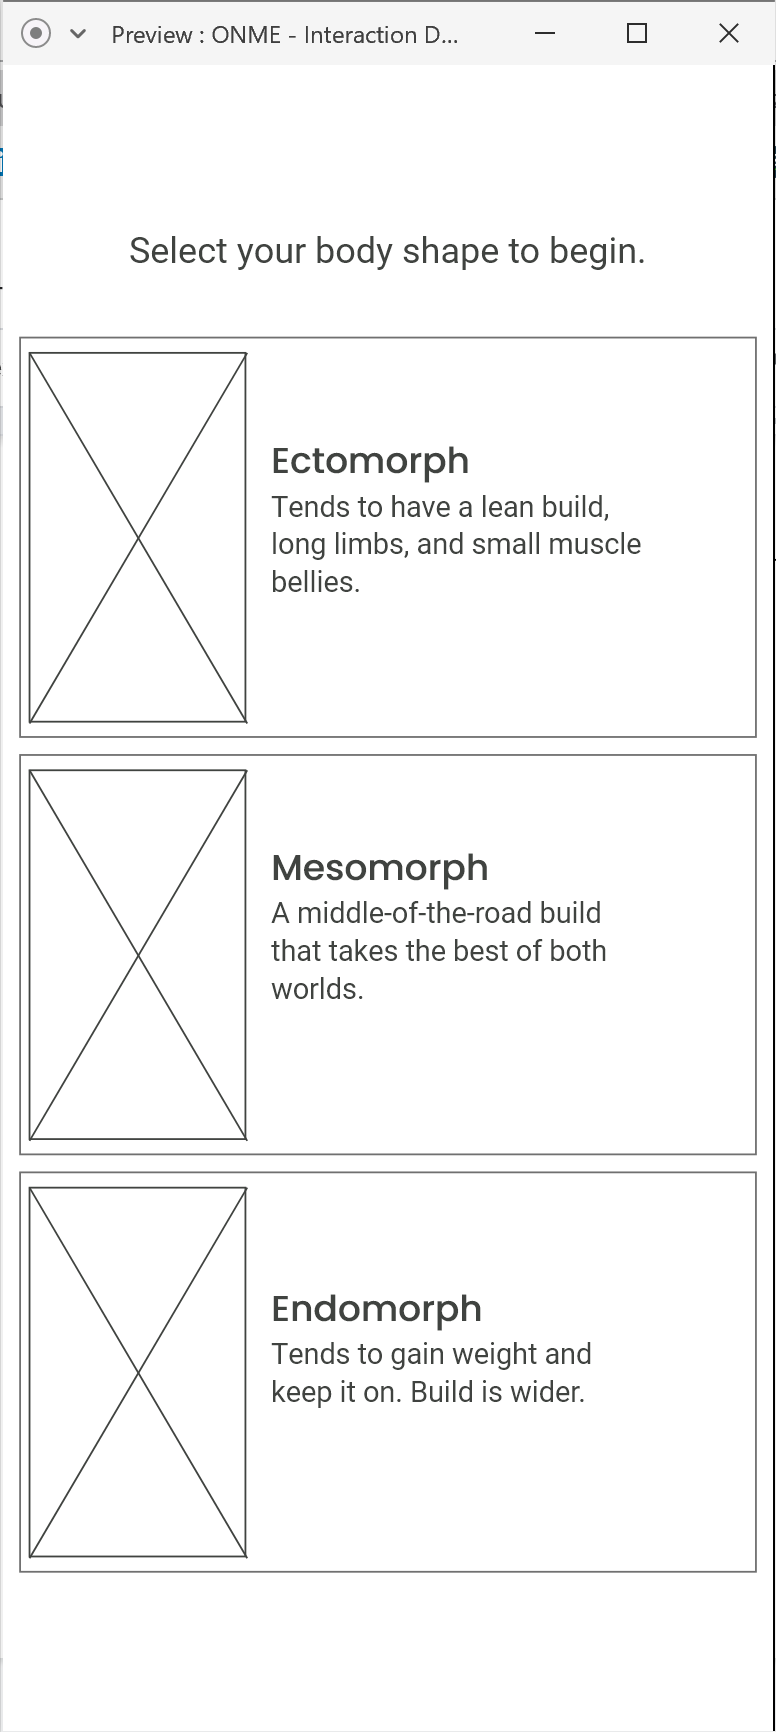 Preview : ONME - Interaction D...
Select your body shape to begin.
Ectomorph
Tends to have a lean build,
long limbs, and small muscle
bellies.
Mesomorph
A middle-of-the-road build
that takes the best of both
worlds.
Endomorph
Tends to gain weight and
keep it on. Build is wider.